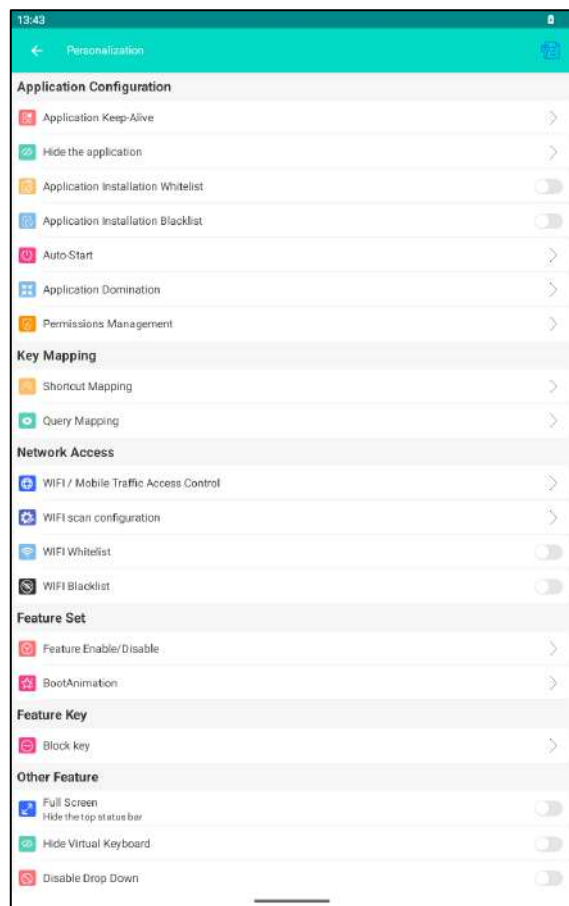 13:43
Personalization
Application Configuration
Application Keep-Alive
Hide the application
Application Installation Whitelist
Application Installation Blacklist
Auto-Start
Application Domination
Permissions Management
Key Mapping
Shortcut Mapping
Query Mapping
Network Access
WIFI / Mobile Traffic Access Control
WIFI scan configuration
WIFI Whitelist
WIFI Blacklist
Feature Set
Feature Enable/Disable
BootAnimation
Feature Key
Block key
Other Feature
Full Screen
Hide the top status bar
Hide Virtual Keyboard
Disable Drop Down